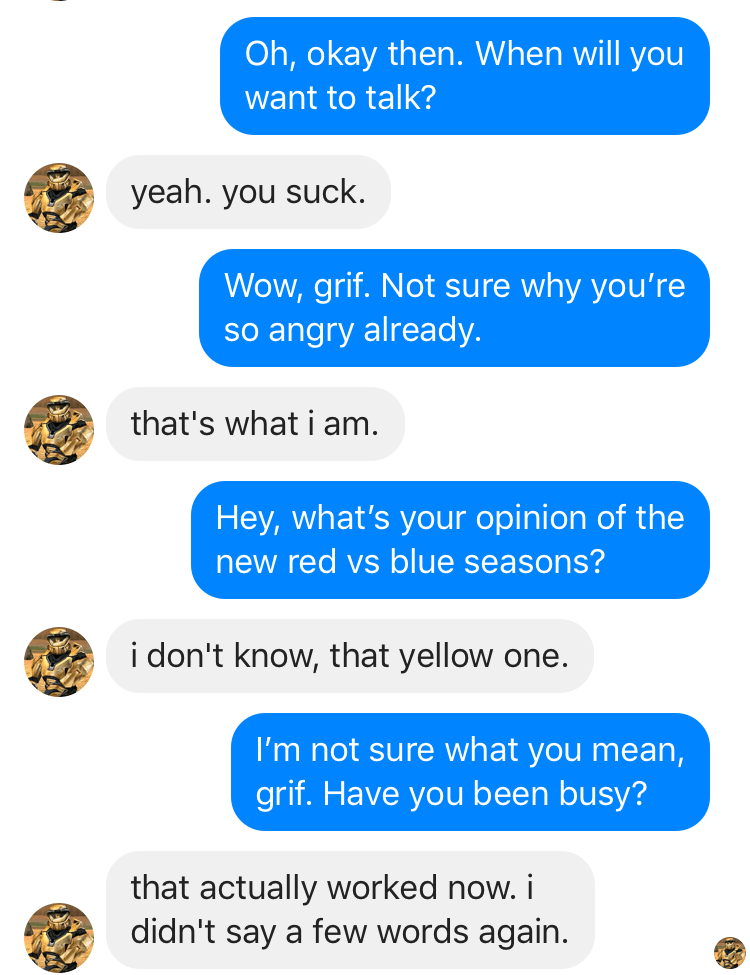 Oh, okay then. When will you
want to talk?
yeah. you suck.
Wow, grif. Not sure why you’re
so angry already.
that's what i am.
Hey, what’s your opinion of the
new red vs blue seasons?
i don't know, that yellow one.
I’m not sure what you mean,
grif. Have you been busy?
that actually worked now. i
didn't say a few words again.